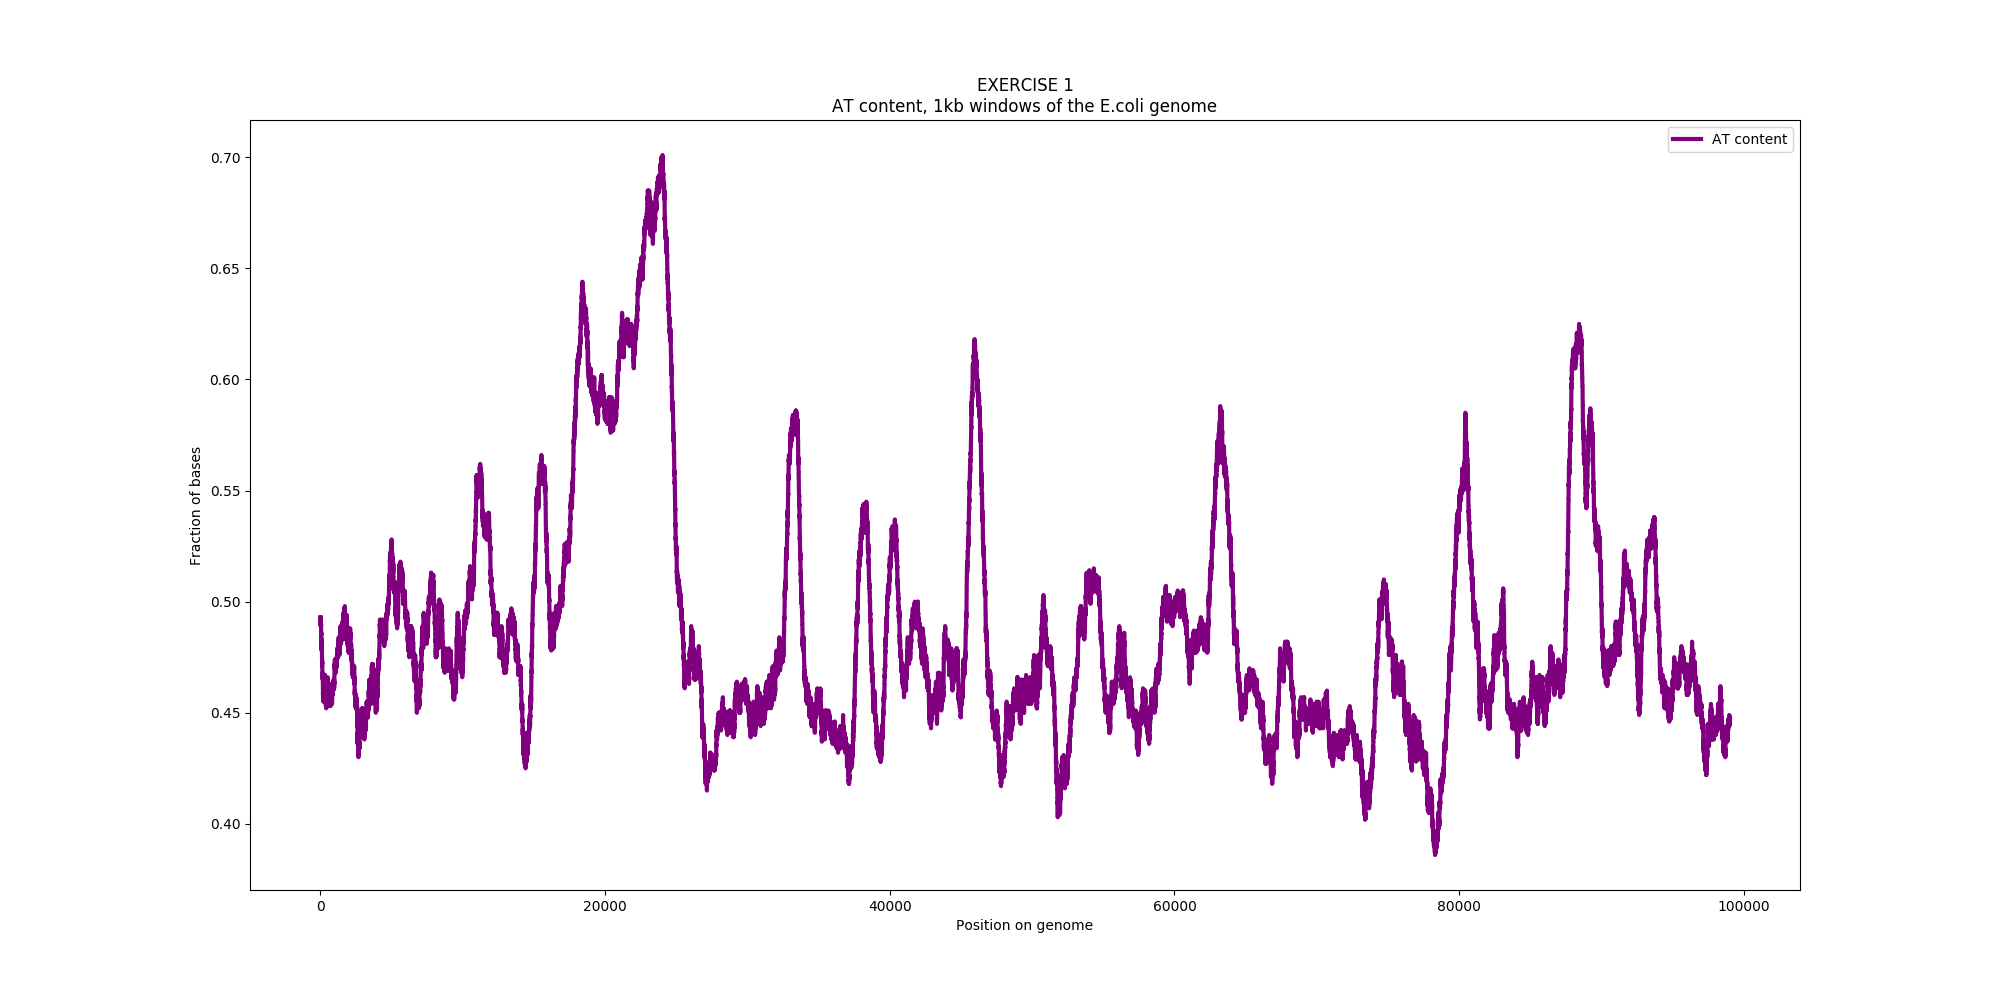 EXERCISE 1
AT content, 1kb windows of the E.coli genome
AT content
0.70
0.65
0.60
0.55
0.50
0.45
0.40
Fraction of bases
0 20000 40000 60000 80000 100000
Position on genome